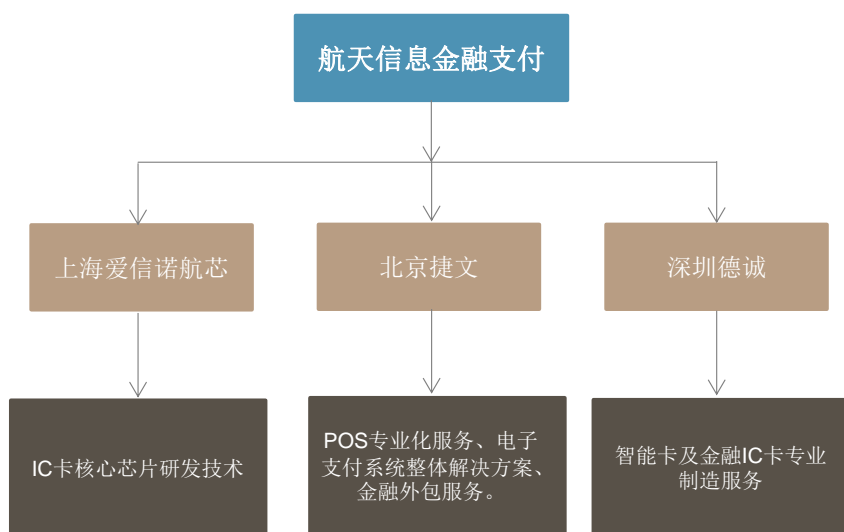 航天信息金融支付
上海爱信诺航芯
北京捷文
深圳德诚
IC卡核心芯片研发技术
POS专业化服务、电子
支付系统整体解决方案、
金融外包服务。
智能卡及金融IC卡专业
制造服务